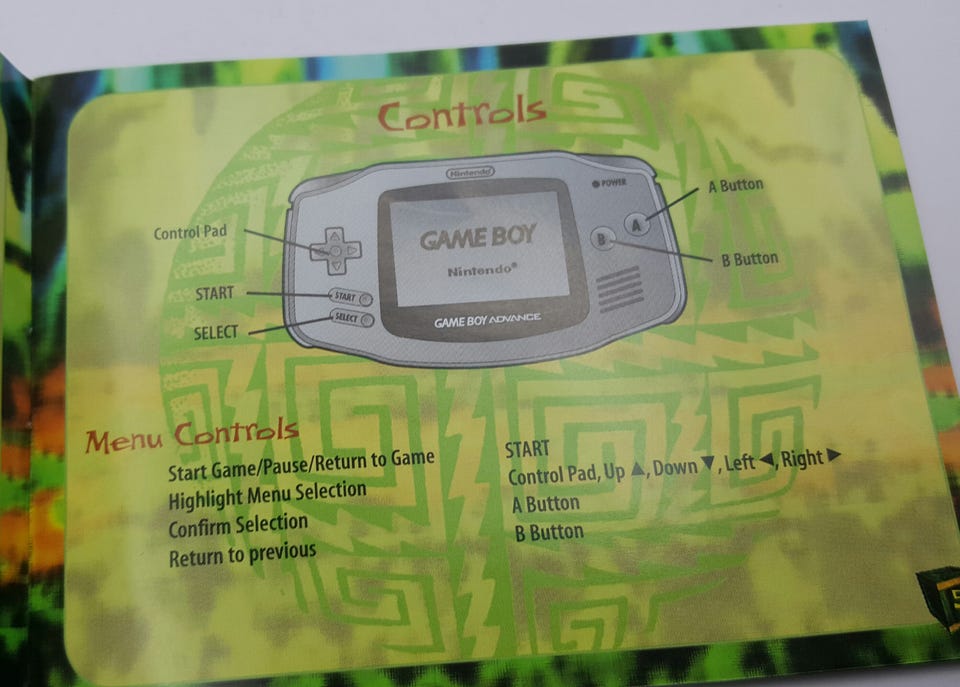 Controls
Nintendo
POWER
A Button
A
Control Pad
GAME BOY
B
B Button
Nintendo®
START
START
SELECT
SELECT
GAME BOY ADVANCE
Menu Controls
Start Game/Pause/Return to Game START
Highlight Menu Selection Control Pad, Up ▲, Down ▼, Left ◀, Right ▶
Confirm Selection A Button
Return to previous B Button
5